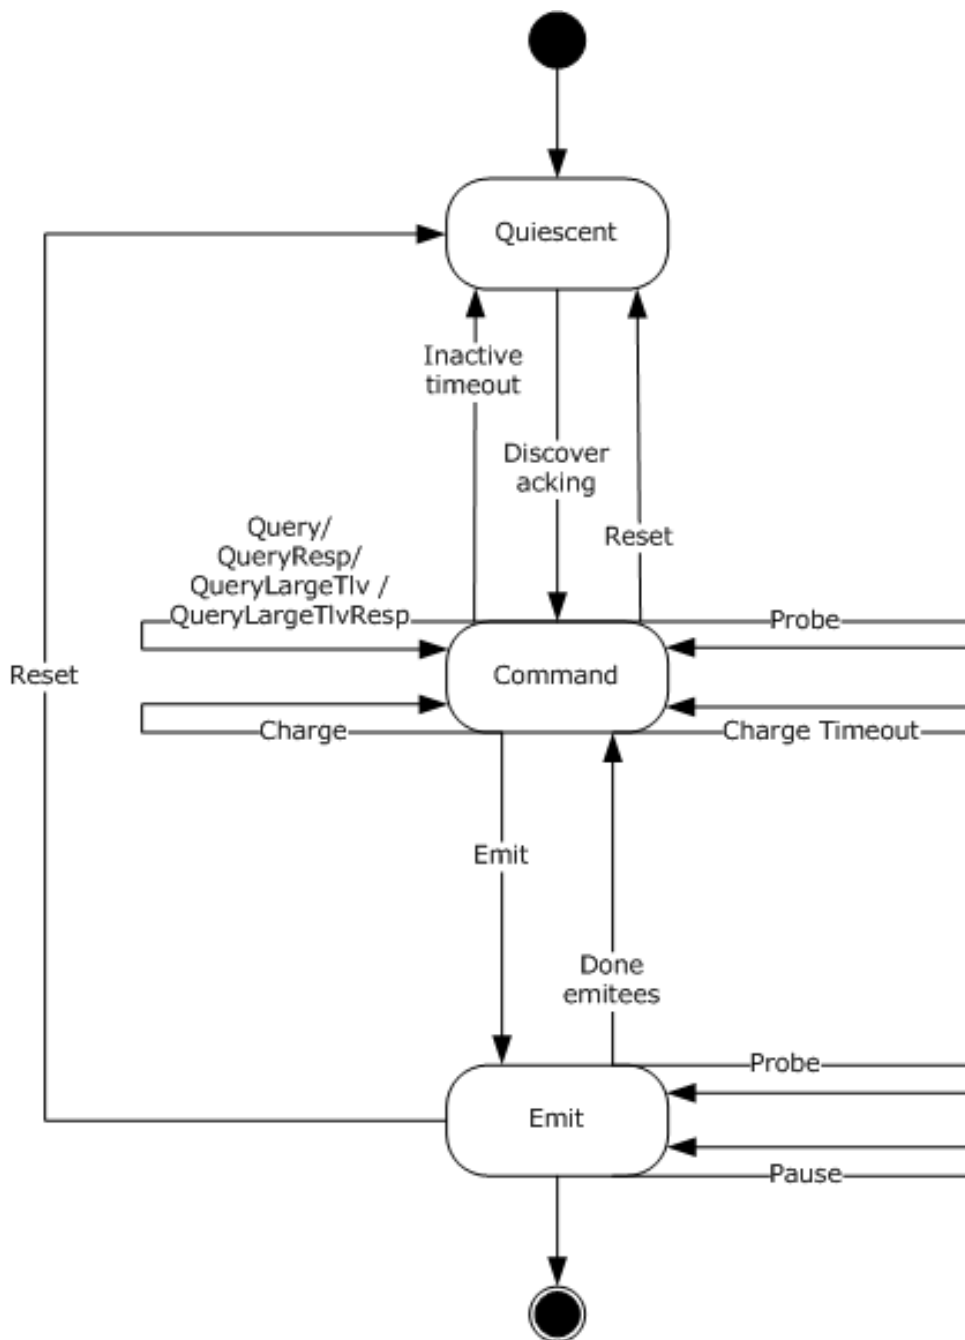 Quiescent
Inactive
timeout
Discover
acking
Reset
Query/
QueryResp/
QueryLargeTlv /
QueryLargeTlvResp
Probe
Reset
Command
Charge
Charge Timeout
Emit
Done
emitees
Probe
Emit
Pause